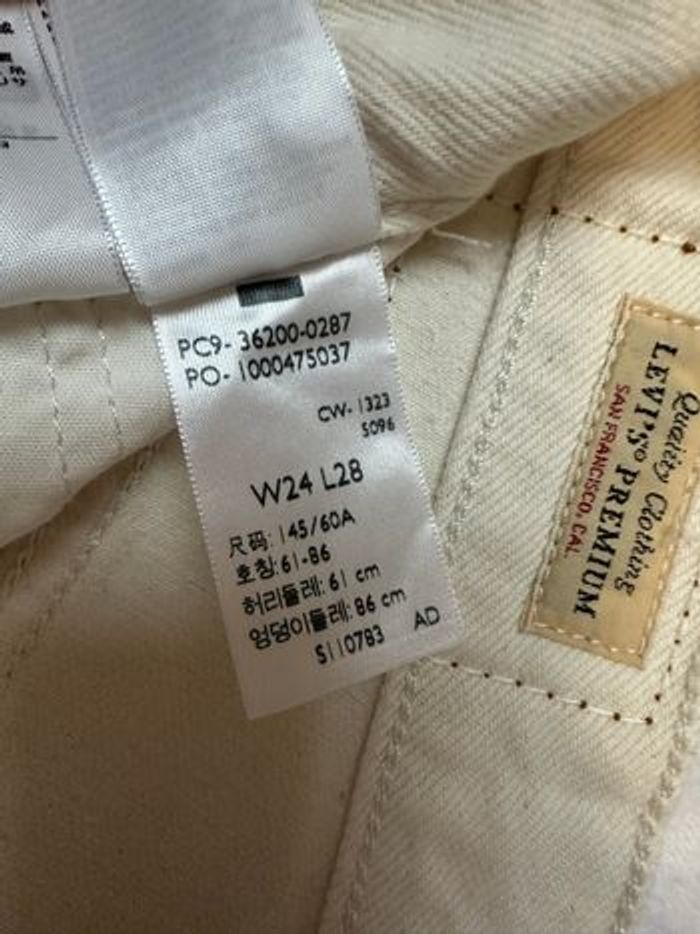 PC9- 36200-0287
PO- 1000475037
CW- 1323
5096
W24 L28
尺码: 145/60A
호칭:61-86
허리둘레: 61 cm
엉덩이둘레: 86 cm
S110783 AD
Quality Clothing
LEVI'S® PREMIUM
SAN FRANCISCO, CAL.